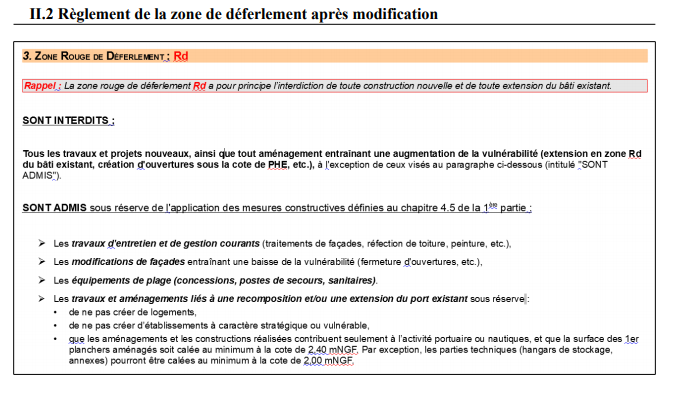 II.2 Règlement de la zone de déferlement après modification
3. ZONE ROUGE DE DÉFERLEMENT : Rd
Rappel : La zone rouge de déferlement Rd a pour principe l'interdiction de toute construction nouvelle et de toute extension du bâti existant.
SONT INTERDITS :
Tous les travaux et projets nouveaux, ainsi que tout aménagement entraînant une augmentation de la vulnérabilité (extension en zone Rd
du bâti existant, création d'ouvertures sous la cote de PHE, etc.), à l'exception de ceux visés au paragraphe ci-dessous (intitulé "SONT
ADMIS").
SONT ADMIS sous réserve de l'application des mesures constructives définies au chapitre 4.5 de la 1ère partie :
➢ Les travaux d'entretien et de gestion courants (traitements de façades, réfection de toiture, peinture, etc.),
➢ Les modifications de façades entraînant une baisse de la vulnérabilité (fermeture d'ouvertures, etc.),
➢ Les équipements de plage (concessions, postes de secours, sanitaires).
➢ Les travaux et aménagements liés à une recomposition et/ou une extension du port existant sous réserve :
• de ne pas créer de logements,
• de ne pas créer d'établissements à caractère stratégique ou vulnérable,
• que les aménagements et les constructions réalisées contribuent seulement à l'activité portuaire ou nautiques, et que la surface des 1er
planchers aménagés soit calée au minimum à la cote de 2,40 mNGF. Par exception, les parties techniques (hangars de stockage,
annexes) pourront être calées au minimum à la cote de 2,00 mNGF.